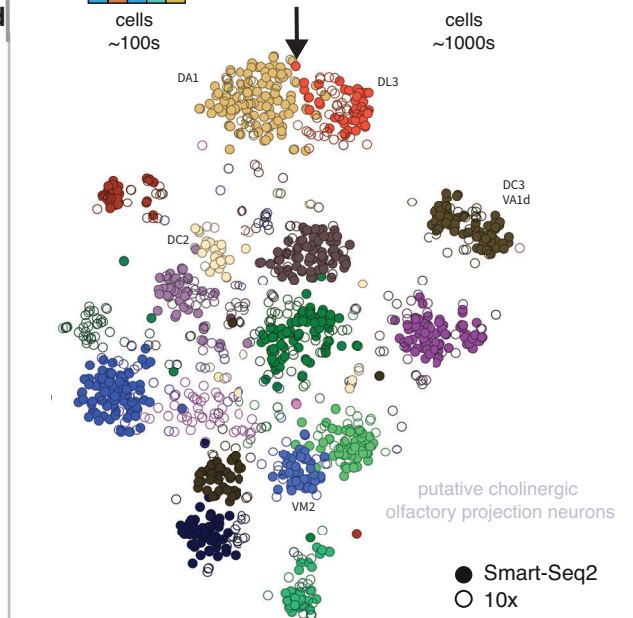 d
cells
~100s
cells
~1000s
DA1
DL3
DC3
VA1d
DC2
VM2
putative cholinergic
olfactory projection neurons
Smart-Seq2
10x